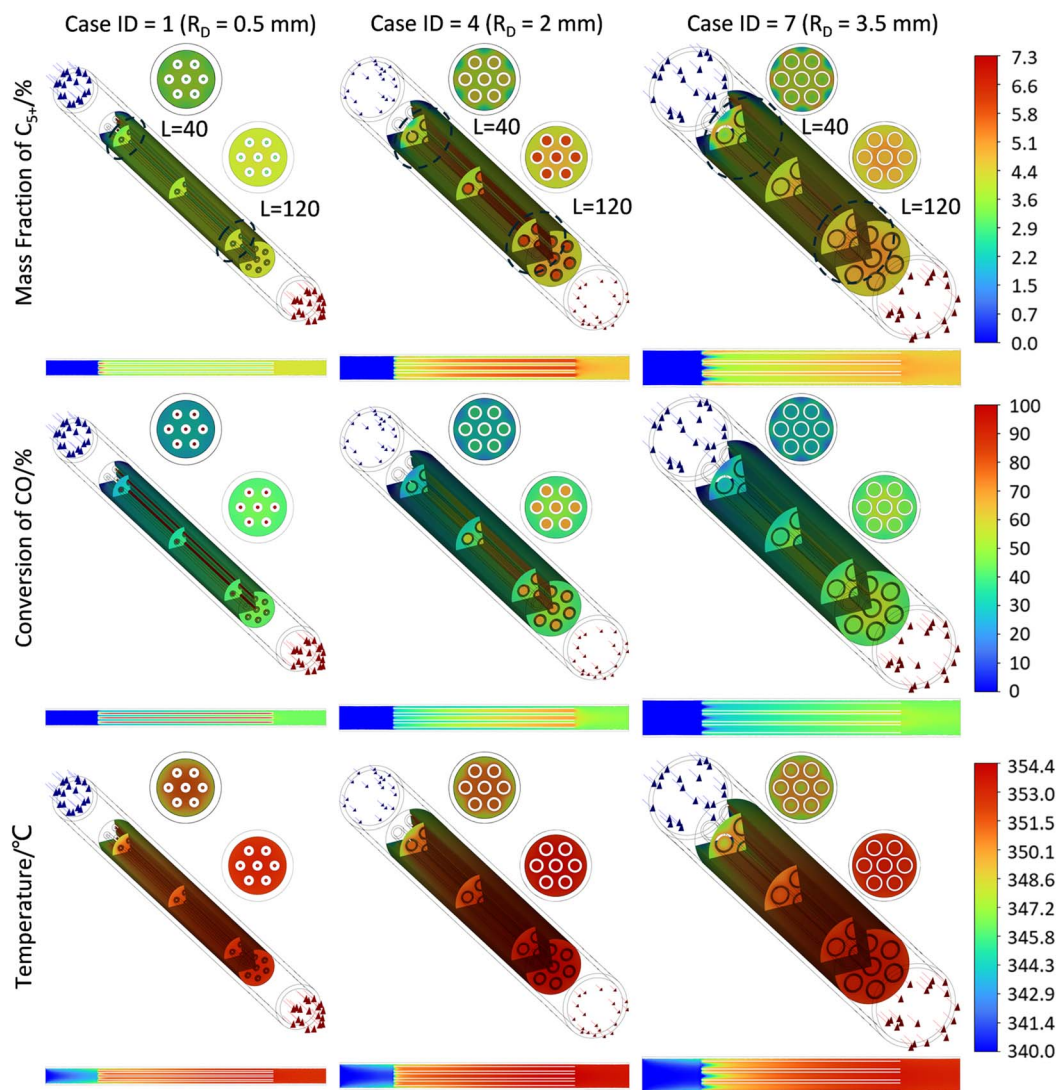 Case ID = 1 (R_D = 0.5 mm)
Case ID = 4 (R_D = 2 mm)
Case ID = 7 (R_D = 3.5 mm)
Mass Fraction of C_5+/%
L=40
L=120
L=40
L=120
L=40
L=120
7.3
6.5
5.8
5.1
4.4
3.6
2.9
2.2
1.5
0.7
0.0
Conversion of CO/%
100
90
80
70
60
50
40
30
20
10
0
Temperature/°C
354.4
353.0
351.5
350.1
348.6
347.2
345.8
344.3
342.9
341.4
340.0